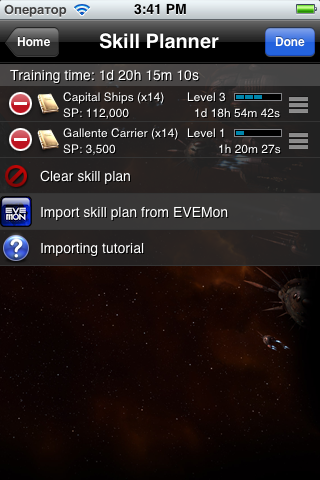 Оператор 3:41 PM
Home Skill Planner Done
Training time: 1d 20h 15m 10s
Capital Ships (x14) Level 3
SP: 112,000 1d 18h 54m 42s
Gallente Carrier (x14) Level 1
SP: 3,500 1h 20m 27s
Clear skill plan
EVE MON Import skill plan from EVEMon
? Importing tutorial